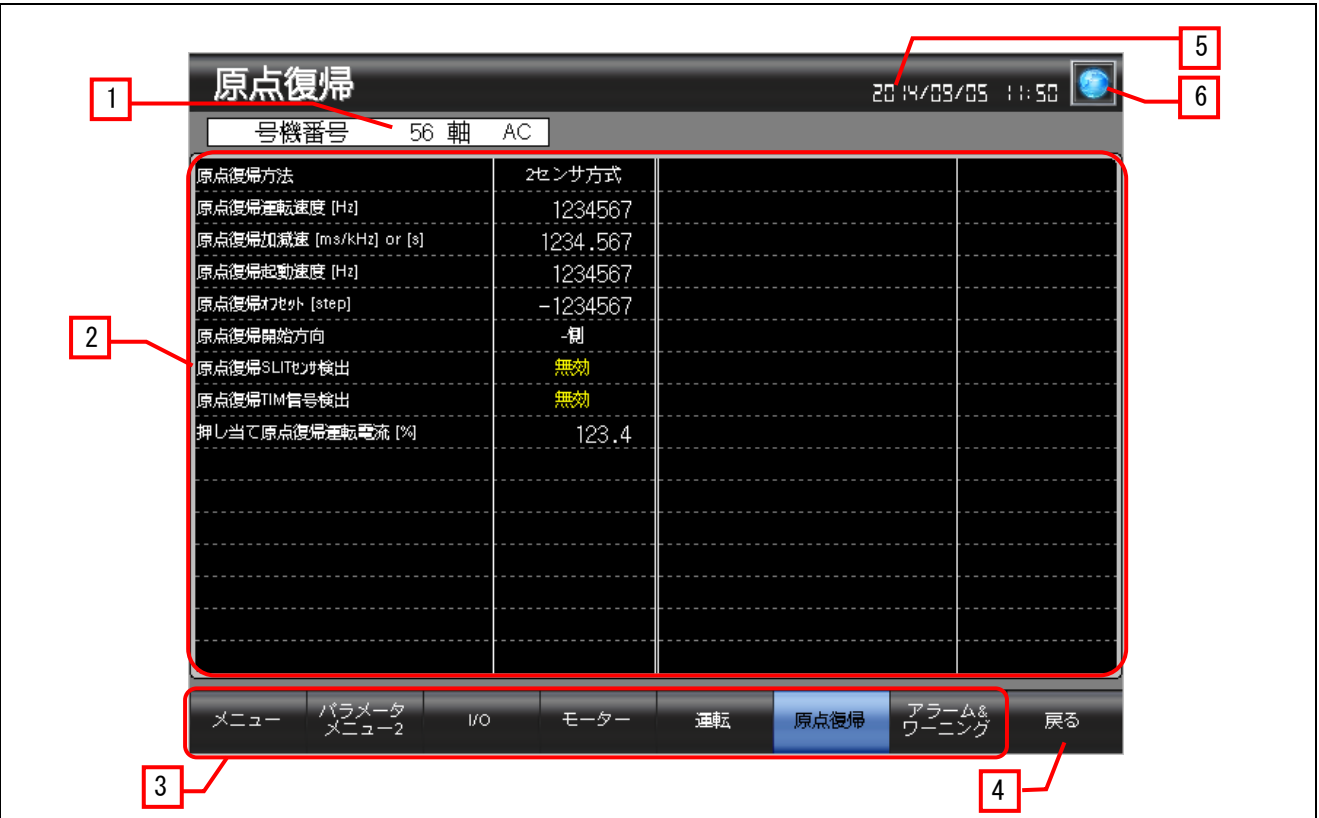 5
原点復帰
2014/09/05 11:50
1
6
号機番号 56 軸 AC
原点復帰方法 2センサ方式
原点復帰運転速度 [Hz] 1234567
原点復帰加減速 [ms/kHz] or [s] 1234.567
原点復帰起動速度 [Hz] 1234567
原点復帰ｵﾌｾｯﾄ [step] -1234567
2
原点復帰開始方向 -側
原点復帰SLITｾﾝｻ検出 無効
原点復帰TIM信号検出 無効
押し当て原点復帰運転電流 [%] 123.4
メニュー
パラメータ
メニュー2
I/O
モーター
運転
原点復帰
アラーム&
ワーニング
戻る
3
4